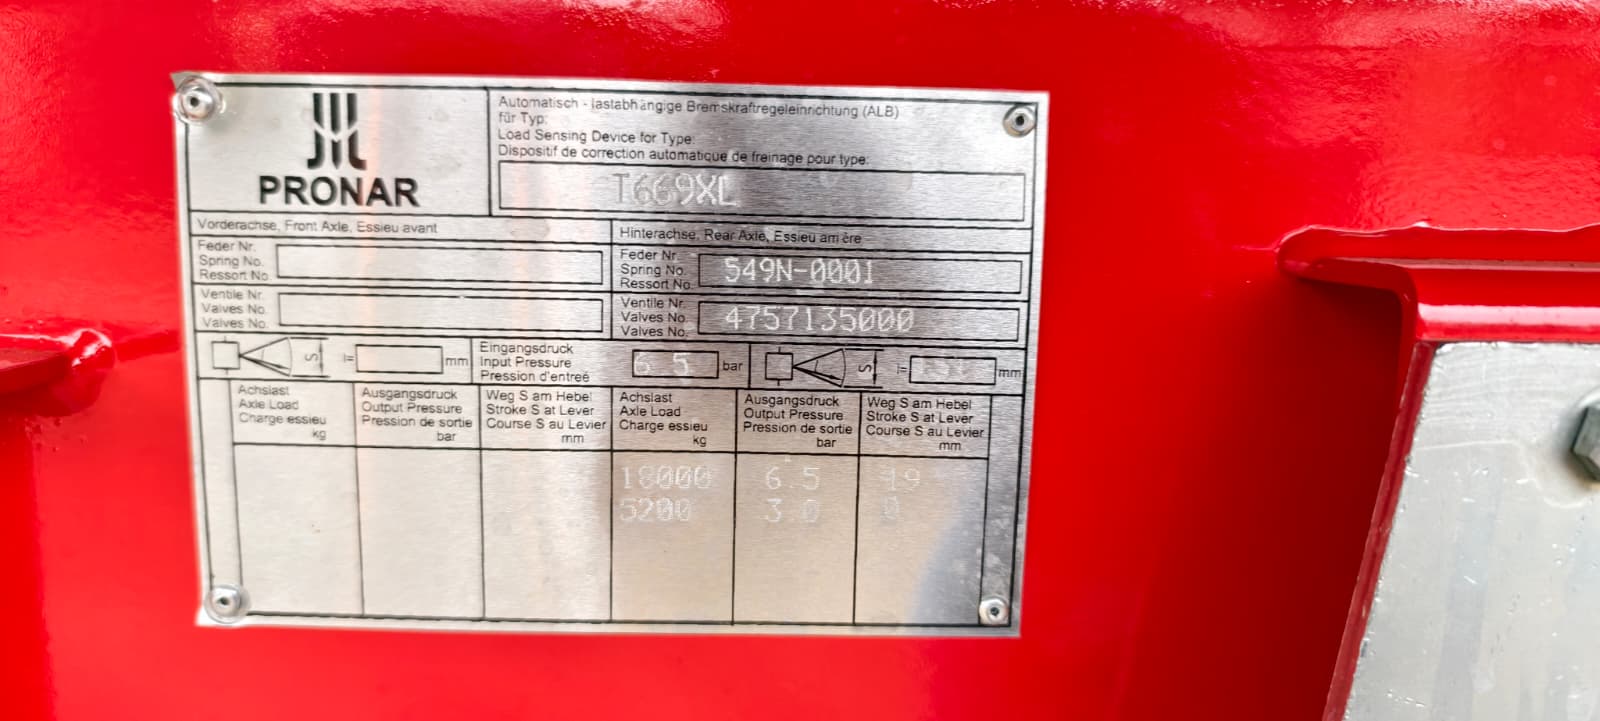 PRONAR
Automatisch - lastabhängige Bremskraftregeleinrichtung (ALB)
für Typ:
Load Sensing Device for Type:
Dispositif de correction automatique de freinage pour type:
T669XL
Vorderachse, Front Axle, Essieu avant
Feder Nr.
Spring No.
Ressort No.
Ventile Nr.
Valves No.
Valves No.
Hinterachse, Rear Axle, Essieu arrière
Feder Nr.
Spring No.
Ressort No.
549N-0001
Ventile Nr.
Valves No.
Valves No.
4757135000
S
l= mm
Eingangsdruck
Input Pressure
Pression d'entreé
6.5 bar
S
l= mm
Achslast
Axle Load
Charge essieu
kg
Ausgangsdruck
Output Pressure
Pression de sortie
bar
Weg S am Hebel
Stroke S at Lever
Course S au Levier
mm
Achslast
Axle Load
Charge essieu
kg
Ausgangsdruck
Output Pressure
Pression de sortie
bar
Weg S am Hebel
Stroke S at Lever
Course S au Levier
mm
18000 6.5
5200 3.0 0